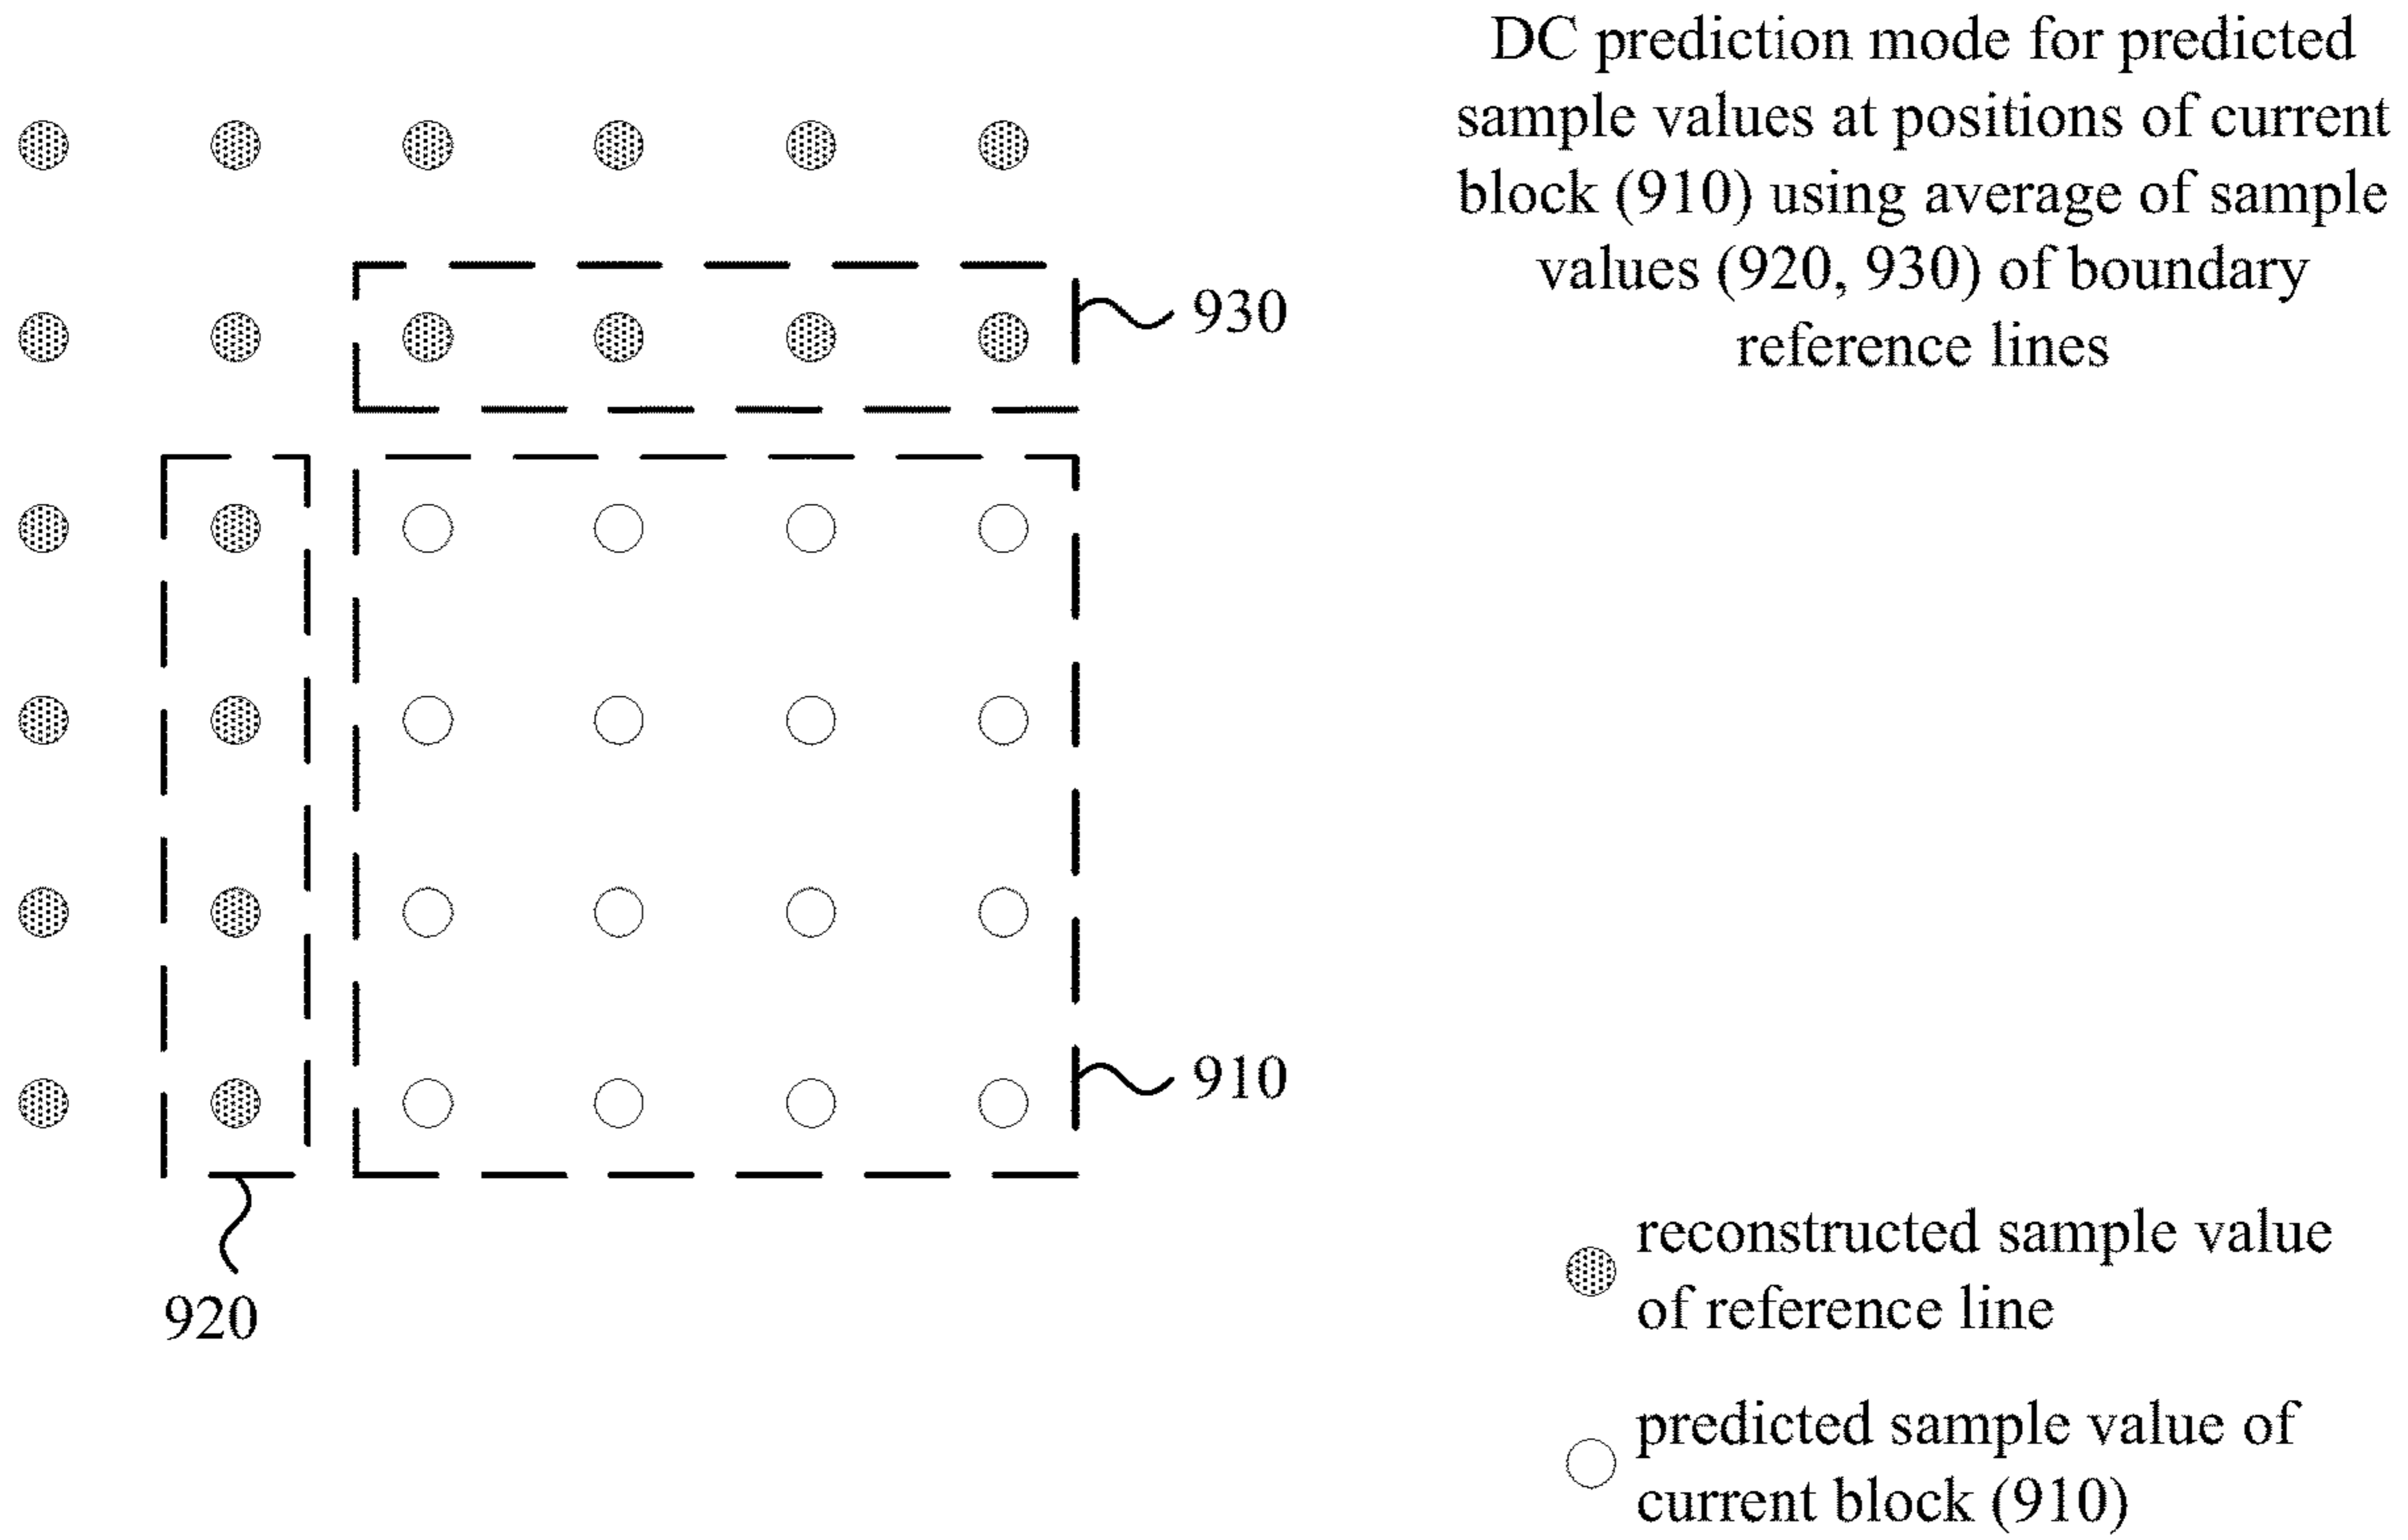 DC prediction mode for predicted
sample values at positions of current
block (910) using average of sample
values (920, 930) of boundary
reference lines
930
910
920
reconstructed sample value
of reference line
predicted sample value of
current block (910)